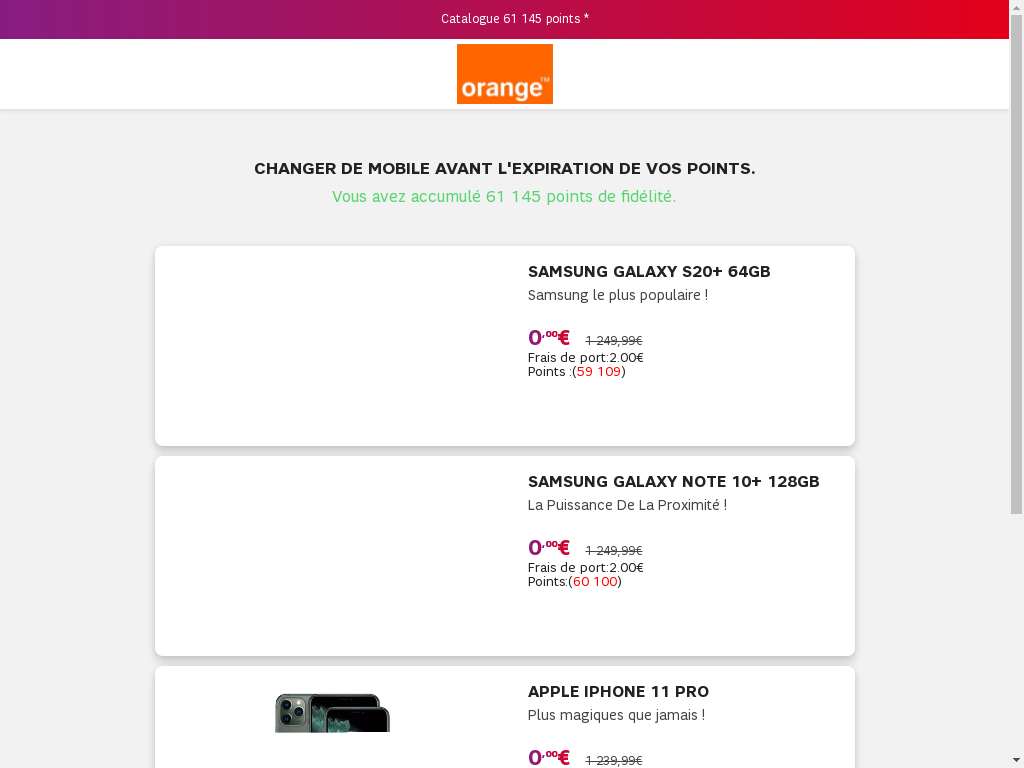 Catalogue 61 145 points *
orange™
CHANGER DE MOBILE AVANT L'EXPIRATION DE VOS POINTS.
Vous avez accumulé 61 145 points de fidélité.
SAMSUNG GALAXY S20+ 64GB
Samsung le plus populaire !
0,00€ 1 249,99€
Frais de port:2.00€
Points :(59 109)
SAMSUNG GALAXY NOTE 10+ 128GB
La Puissance De La Proximité !
0,00€ 1 249,99€
Frais de port:2.00€
Points:(60 100)
APPLE IPHONE 11 PRO
Plus magiques que jamais !
0,00€ 1 239,99€